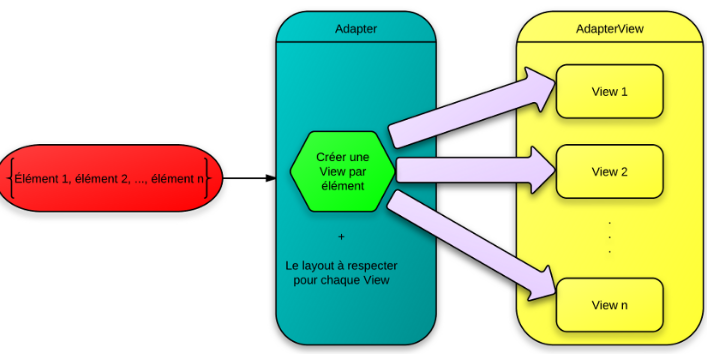 Adapter
AdapterView
View 1
Créer une
View par
élément
{Élément 1, élément 2, ..., élément n}
View 2
+
.
.
.
Le layout à respecter
pour chaque View
View n